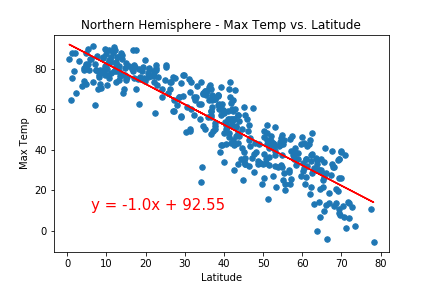 Northern Hemisphere - Max Temp vs. Latitude
Max Temp
80
60
40
20
0
y = -1.0x + 92.55
0 10 20 30 40 50 60 70 80
Latitude